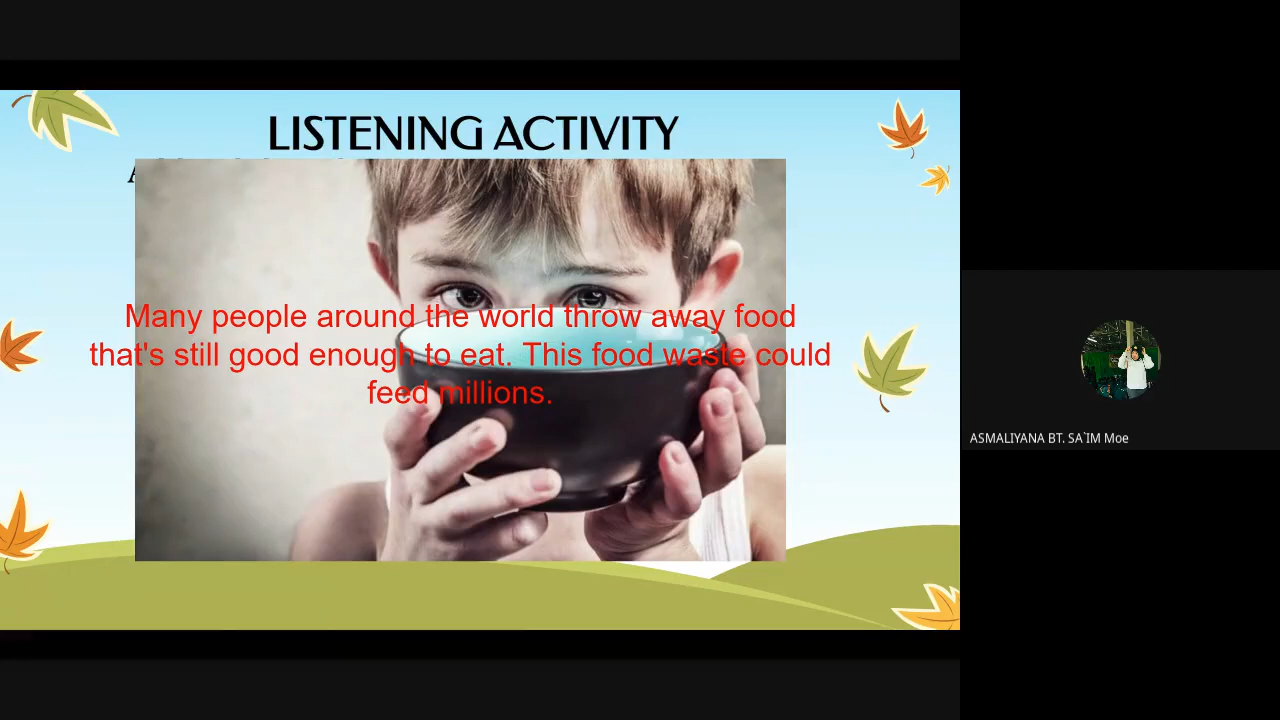 LISTENING ACTIVITY
Many people around the world throw away food
that's still good enough to eat. This food waste could
feed millions.
ASMALIYANA BT. SA`IM Moe